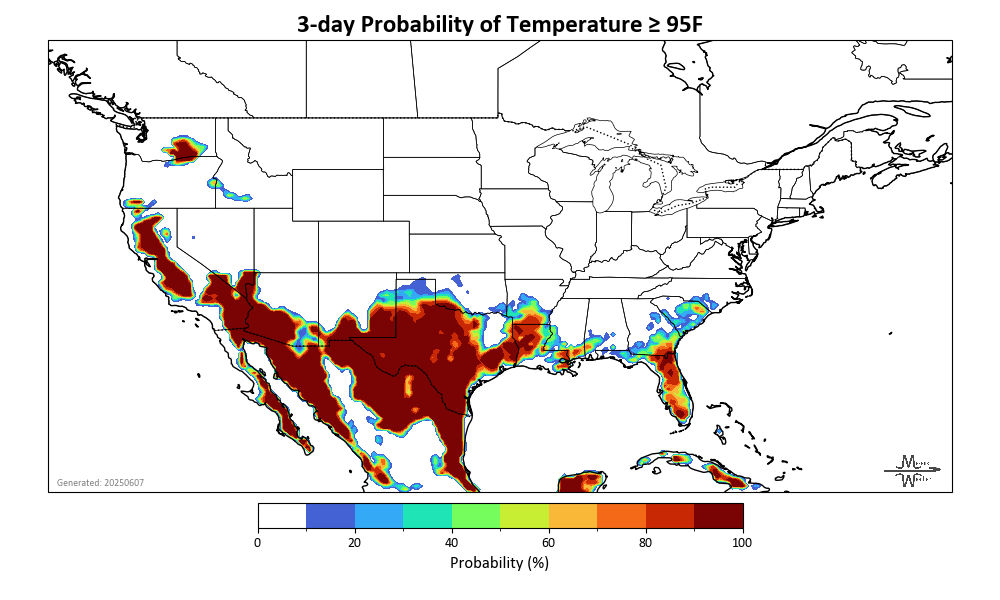 3-day Probability of Temperature ≥ 95F
Generated: 20250607
0 20 40 60 80 100
Probability (%)